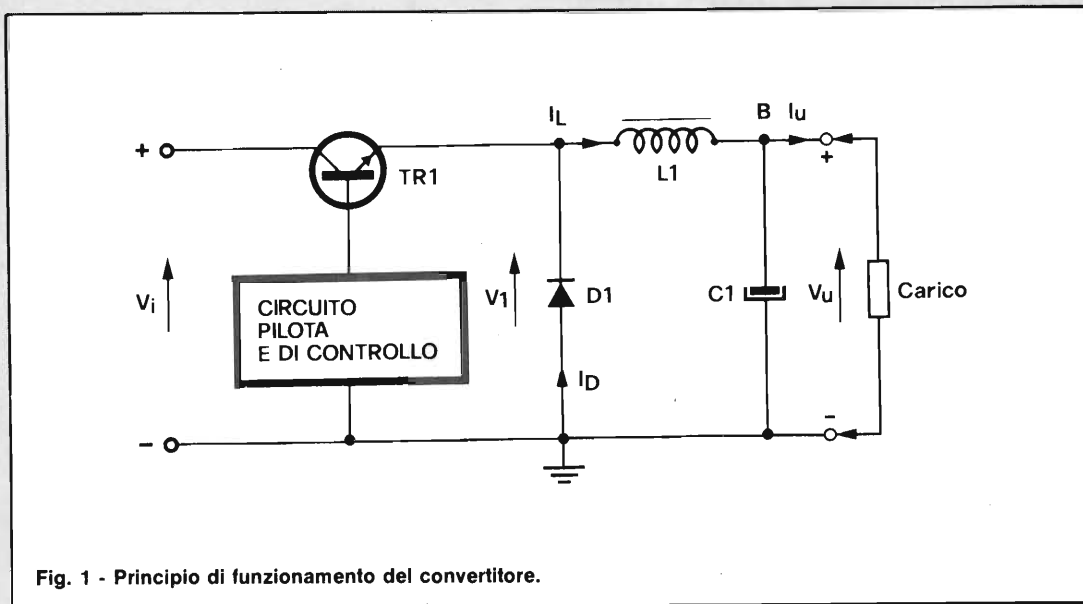 IL
B
Iu
+
+
TR1
L1
Vi
CIRCUITO
PILOTA
E DI CONTROLLO
V1
D1
C1
Vu
Carico
ID
-
-
Fig. 1 - Principio di funzionamento del convertitore.